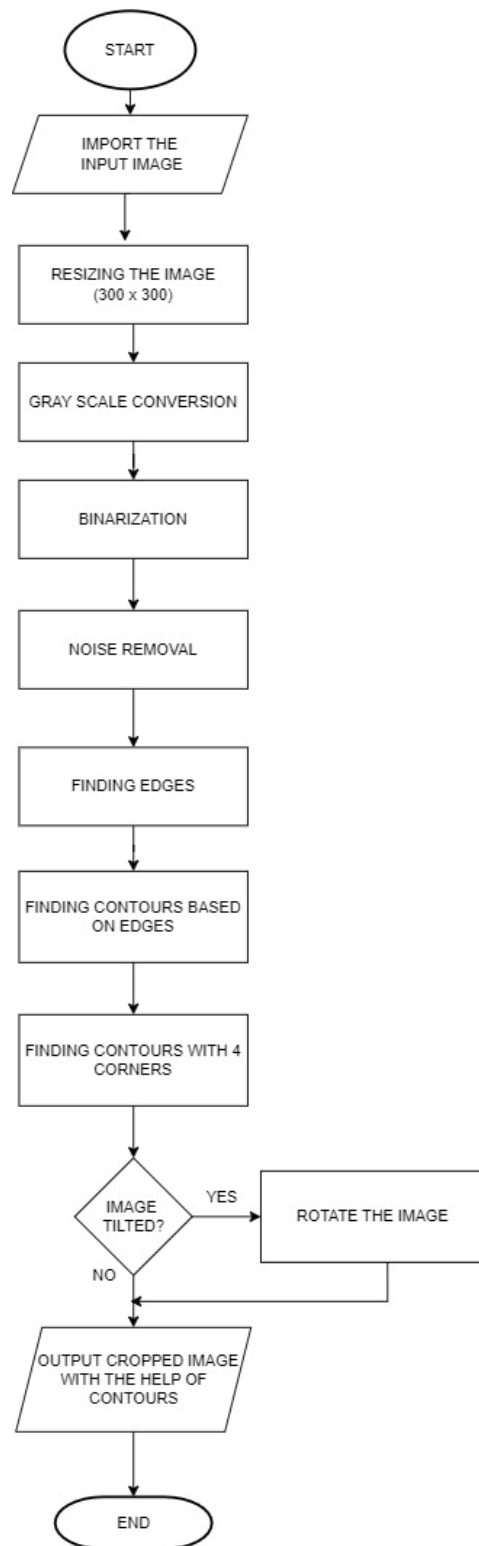 START
IMPORT THE
INPUT IMAGE
RESIZING THE IMAGE
(300 x 300)
GRAY SCALE CONVERSION
BINARIZATION
NOISE REMOVAL
FINDING EDGES
FINDING CONTOURS BASED
ON EDGES
FINDING CONTOURS WITH 4
CORNERS
IMAGE
TILTED?
YES
ROTATE THE IMAGE
NO
OUTPUT CROPPED IMAGE
WITH THE HELP OF
CONTOURS
END